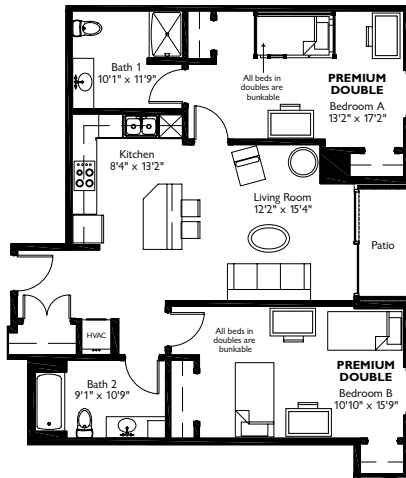 Bath 1
10'1" x 11'9"
All beds in
doubles are
bunkable
PREMIUM
DOUBLE
Bedroom A
13'2" x 17'2"
Kitchen
8'4" x 13'2"
Living Room
12'2" x 15'4"
Patio
HVAC
All beds in
doubles are
bunkable
PREMIUM
DOUBLE
Bedroom B
10'10" x 15'9"
Bath 2
9'1" x 10'9"